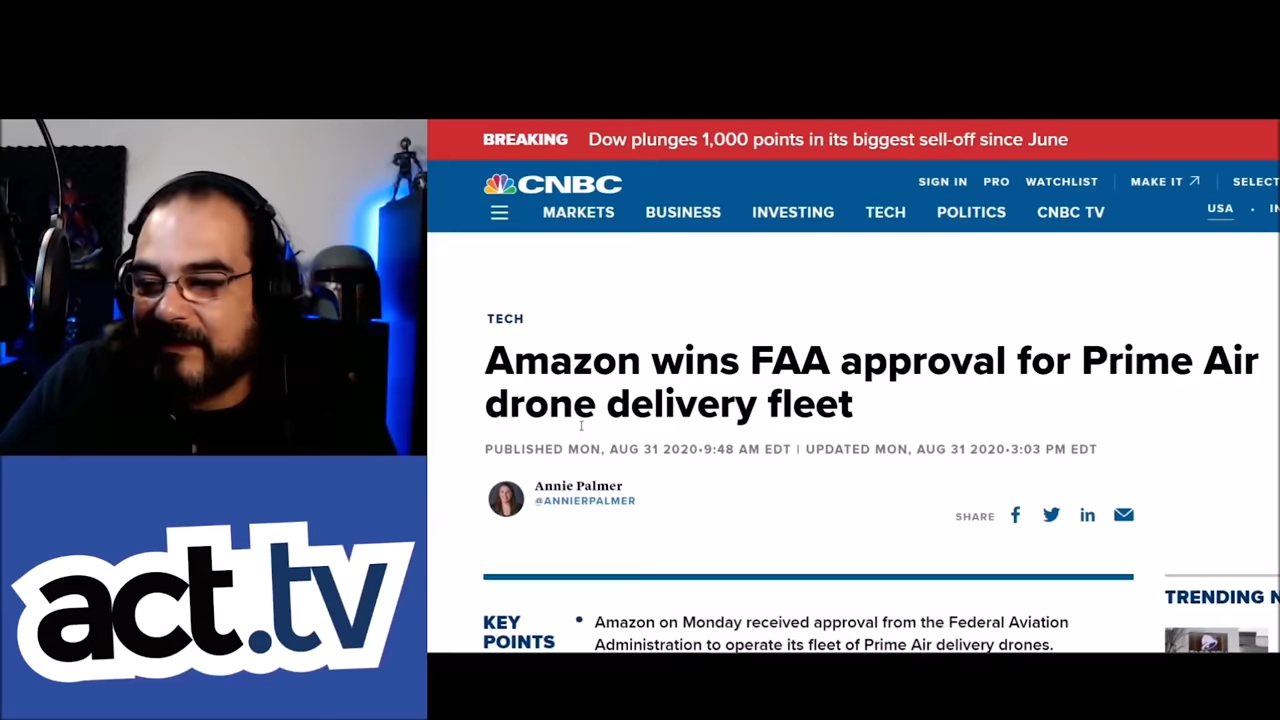 BREAKING Dow plunges 1,000 points in its biggest sell-off since June
CNBC
SIGN IN PRO WATCHLIST MAKE IT SELECT
MARKETS BUSINESS INVESTING TECH POLITICS CNBC TV
USA
TECH
Amazon wins FAA approval for Prime Air
drone delivery fleet
PUBLISHED MON, AUG 31 2020•9:48 AM EDT | UPDATED MON, AUG 31 2020•3:03 PM EDT
Annie Palmer
@ANNIERPALMER
SHARE
KEY
POINTS
• Amazon on Monday received approval from the Federal Aviation
Administration to operate its fleet of Prime Air delivery drones.
TRENDING
act.tv